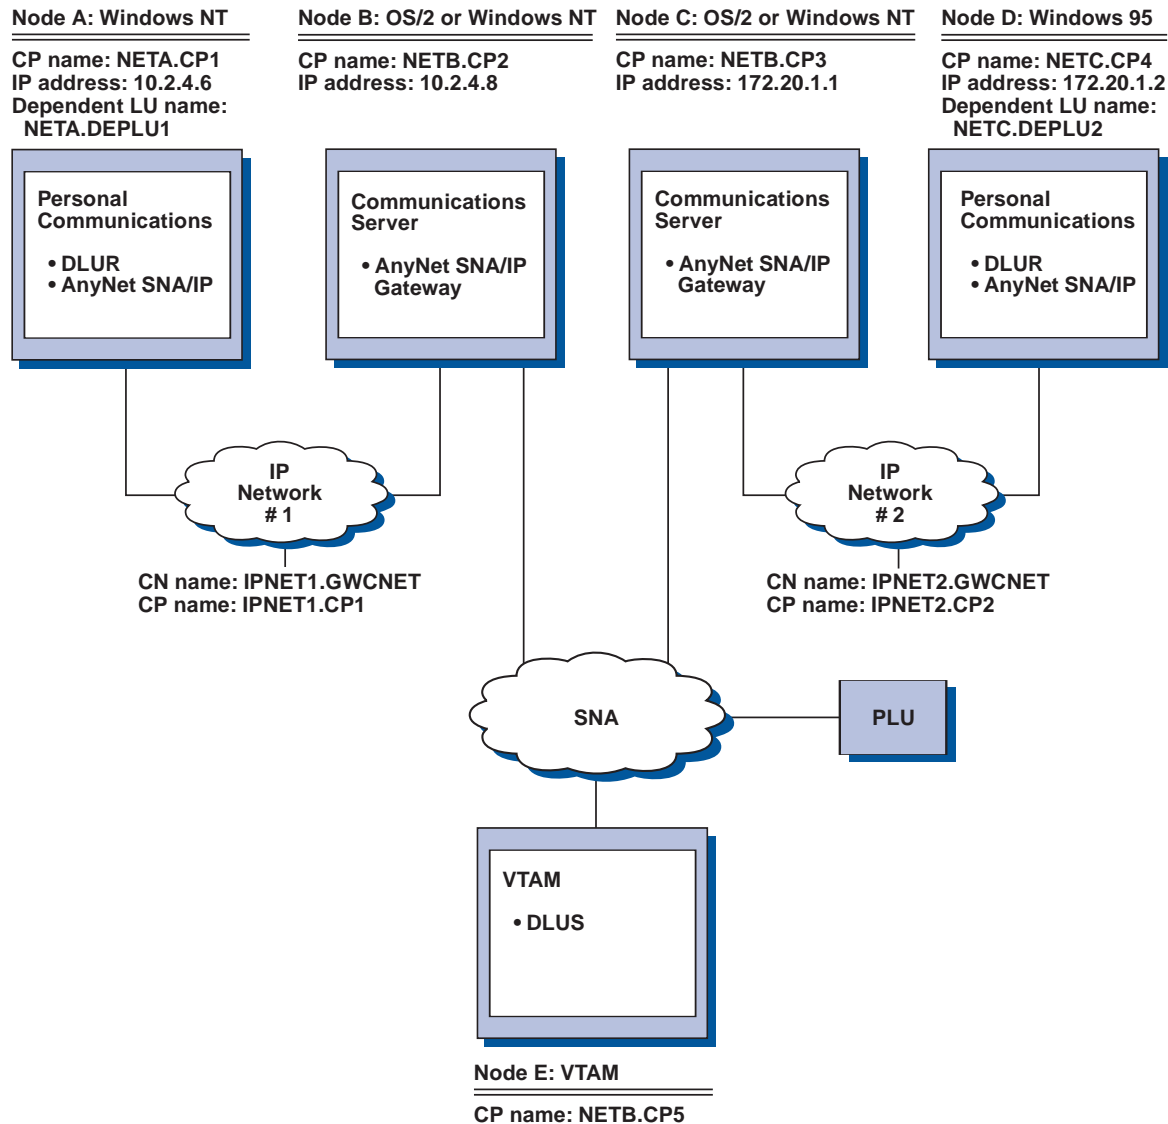 Node A: Windows NT
CP name: NETA.CP1
IP address: 10.2.4.6
Dependent LU name:
NETA.DEPLU1
Personal
Communications
• DLUR
• AnyNet SNA/IP
Node B: OS/2 or Windows NT
CP name: NETB.CP2
IP address: 10.2.4.8
Communications
Server
• AnyNet SNA/IP
Gateway
Node C: OS/2 or Windows NT
CP name: NETB.CP3
IP address: 172.20.1.1
Communications
Server
• AnyNet SNA/IP
Gateway
Node D: Windows 95
CP name: NETC.CP4
IP address: 172.20.1.2
Dependent LU name:
NETC.DEPLU2
Personal
Communications
• DLUR
• AnyNet SNA/IP
IP
Network
# 1
CN name: IPNET1.GWCNET
CP name: IPNET1.CP1
IP
Network
# 2
CN name: IPNET2.GWCNET
CP name: IPNET2.CP2
SNA
PLU
VTAM
• DLUS
Node E: VTAM
CP name: NETB.CP5